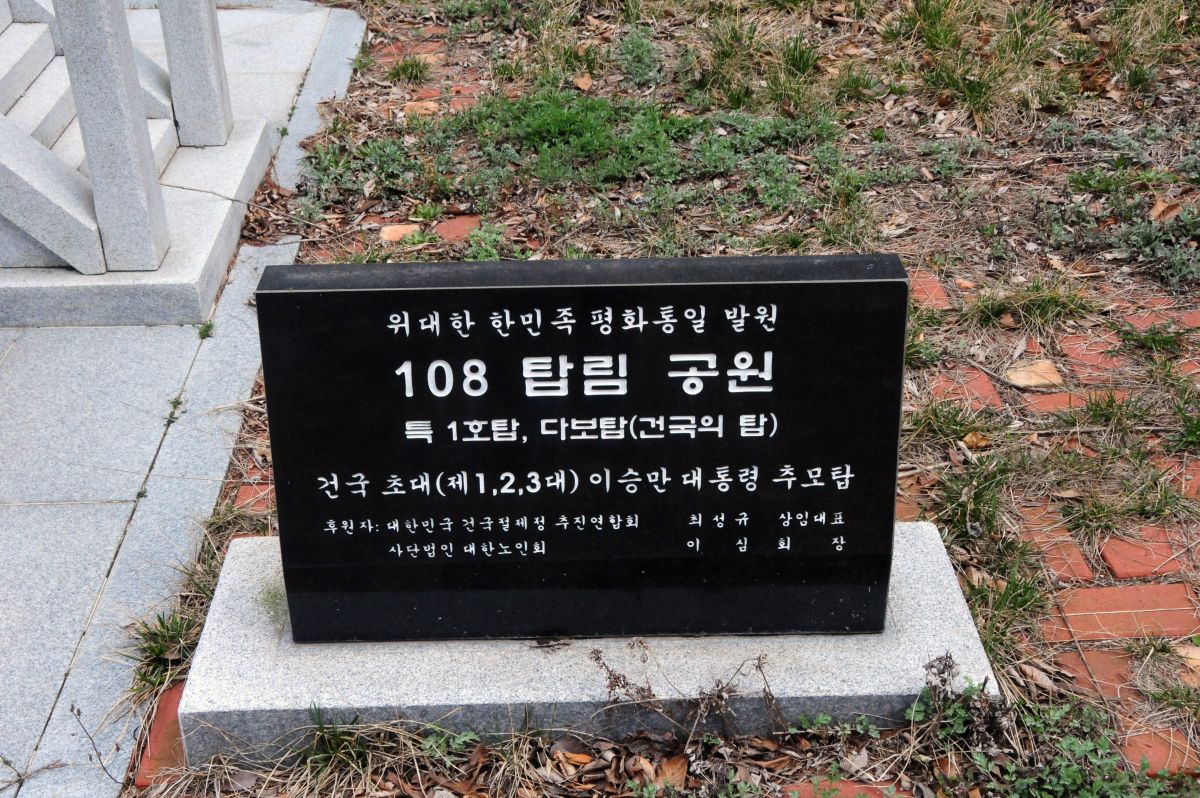 위대한 한민족 평화통일 발원
108 탑림 공원
특 1호탑, 다보탑(건국의 탑)
건국 초대(제1,2,3대) 이승만 대통령 추모탑
후원자: 대한민국 건국절제정 추진연합회 최성규 상임대표
사단법인 대한노인회 이 심 회 장